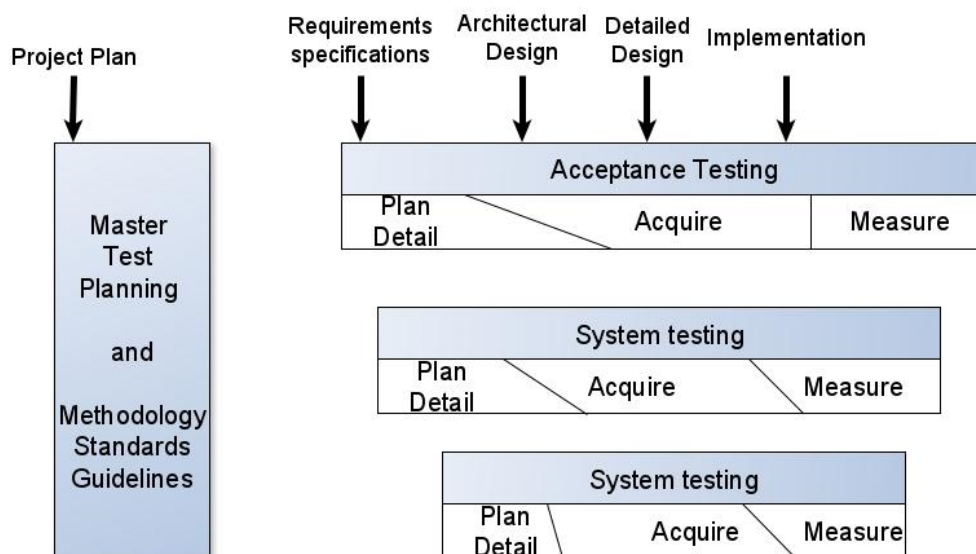 Project Plan
Requirements
specifications
Architectural
Design
Detailed
Design
Implementation
Master
Test
Planning
and
Methodology
Standards
Guidelines
Acceptance Testing
Plan
Detail
Acquire
Measure
System testing
Plan
Detail
Acquire
Measure
System testing
Plan
Detail
Acquire
Measure